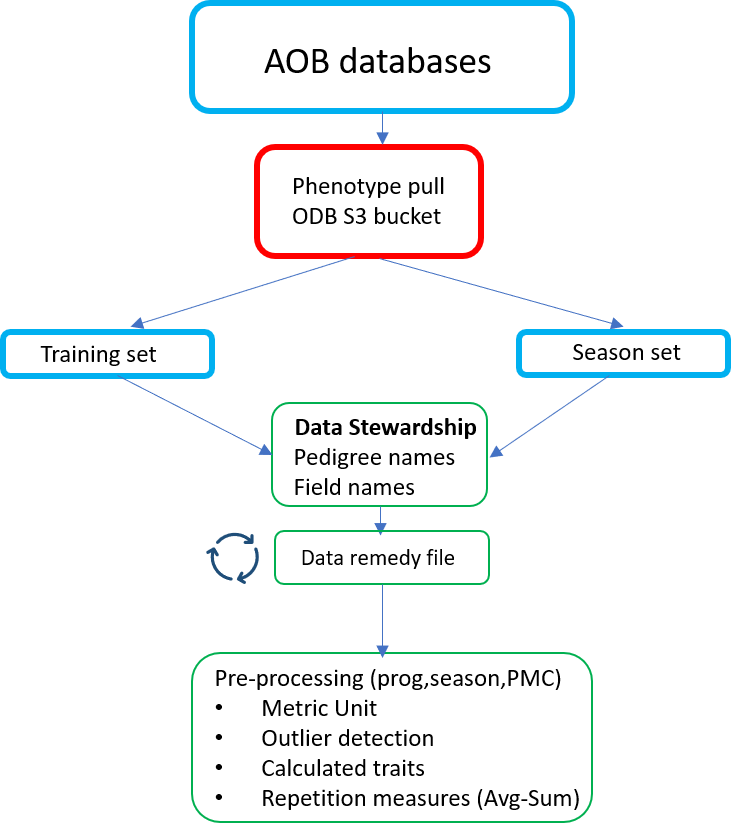 AOB databases
Phenotype pull
ODB S3 bucket
Training set
Season set
Data Stewardship
Pedigree names
Field names
Data remedy file
Pre-processing (prog,season,PMC)
• Metric Unit
• Outlier detection
• Calculated traits
• Repetition measures (Avg-Sum)